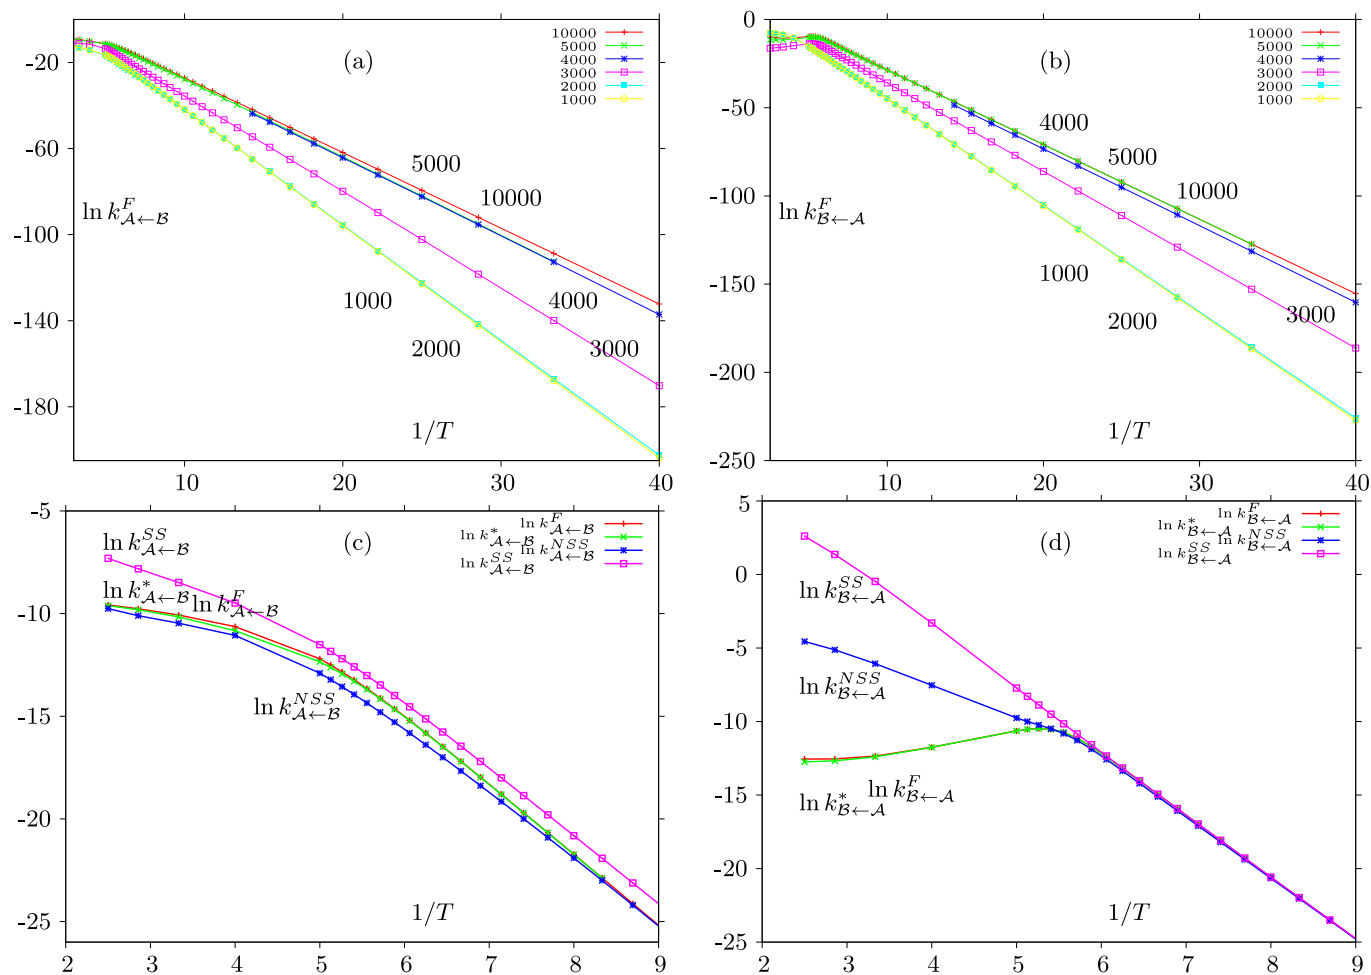 (a)
10000
5000
4000
3000
2000
1000
-20
-60
-100
-140
-180
ln k^F_{A←B}
5000
10000
1000
4000
2000
3000
1/T
10 20 30 40
(b)
10000
5000
4000
3000
2000
1000
0
-50
-100
-150
-200
-250
ln k^F_{B←A}
4000
5000
10000
1000
2000
3000
1/T
10 20 30 40
(c)
ln k^F_{A←B}
ln k^*_{A←B}
ln k^{NSS}_{A←B}
ln k^{SS}_{A←B}
-5
-10
-15
-20
-25
ln k^{SS}_{A←B}
ln k^*_{A←B}
ln k^F_{A←B}
ln k^{NSS}_{A←B}
1/T
2 3 4 5 6 7 8 9
(d)
ln k^F_{B←A}
ln k^*_{B←A}
ln k^{NSS}_{B←A}
ln k^{SS}_{B←A}
5
0
-5
-10
-15
-20
-25
ln k^{SS}_{B←A}
ln k^{NSS}_{B←A}
ln k^F_{B←A}
ln k^*_{B←A}
1/T
2 3 4 5 6 7 8 9